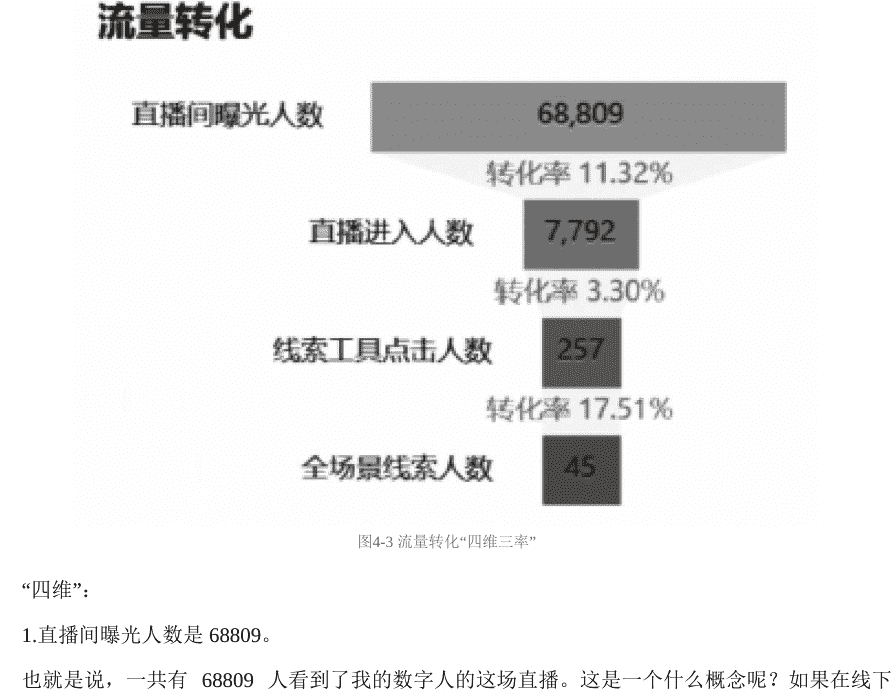 流量转化
直播间曝光人数 68,809
转化率 11.32%
直播进入人数 7,792
转化率 3.30%
线索工具点击人数 257
转化率 17.51%
全场景线索人数 45
图4-3 流量转化“四维三率”
“四维”：
1.直播间曝光人数是 68809。
也就是说，一共有 68809 人看到了我的数字人的这场直播。这是一个什么概念呢？如果在线下